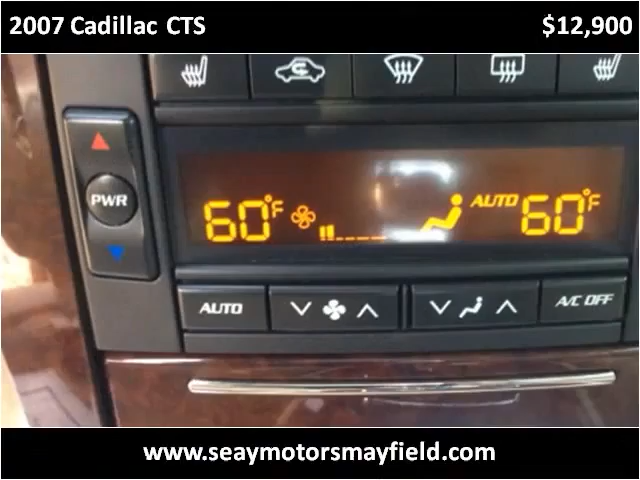 2007 Cadillac CTS $12,900
60°F AUTO 60°F
PWR
AUTO A/C OFF
www.seaymotorsmayfield.com